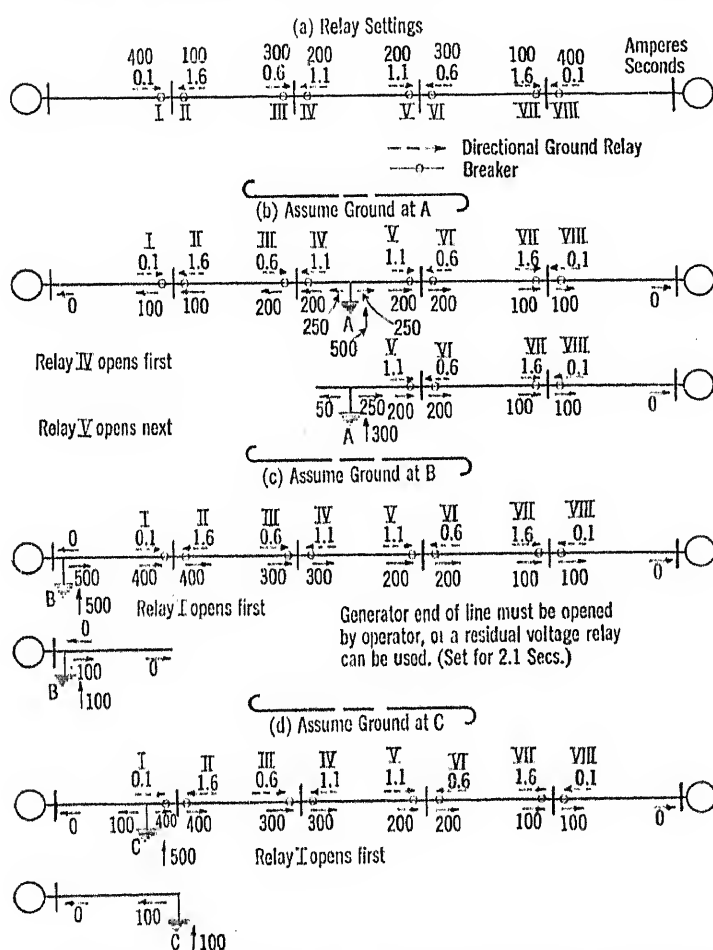 (a) Relay Settings
400 100 300 200 200 300 100 400 Amperes
0.1 1.6 0.6 1.1 1.1 0.6 1.6 0.1 Seconds
I II III IV V VI VII VIII
Directional Ground Relay
Breaker
(b) Assume Ground at A
I II III IV V VI VII VIII
0.1 1.6 0.6 1.1 1.1 0.6 1.6 0.1
0 100 100 200 200 200 200 100 100 0
250 A 250
500
Relay IV opens first
V VI VII VIII
1.1 0.6 1.6 0.1
50 250 200 200 100 100 0
A 300
Relay V opens next
(c) Assume Ground at B
I II III IV V VI VII VIII
0 0.1 1.6 0.6 1.1 1.1 0.6 1.6 0.1
500 400 400 300 300 200 200 100 100 0
B 500
Relay I opens first
Generator end of line must be opened
by operator, or a residual voltage relay
can be used. (Set for 2.1 Secs.)
0
100 0
B 100
(d) Assume Ground at C
I II III IV V VI VII VIII
0.1 1.6 0.6 1.1 1.1 0.6 1.6 0.1
0 100 400 400 300 300 200 200 100 100 0
C 500
Relay I opens first
0 100
C 100